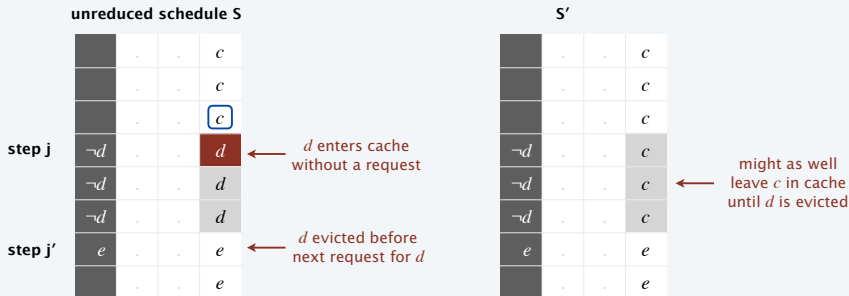 unreduced schedule S
S′
. . c
. . c
. . c
. . c
. . c
. . c
step j
¬d . . d
d enters cache
without a request
¬d . . c
¬d . . d
¬d . . c
might as well
leave c in cache
until d is evicted
¬d . . d
¬d . . c
step j′
e . . e
d evicted before
next request for d
e . . e
. . e
. . e